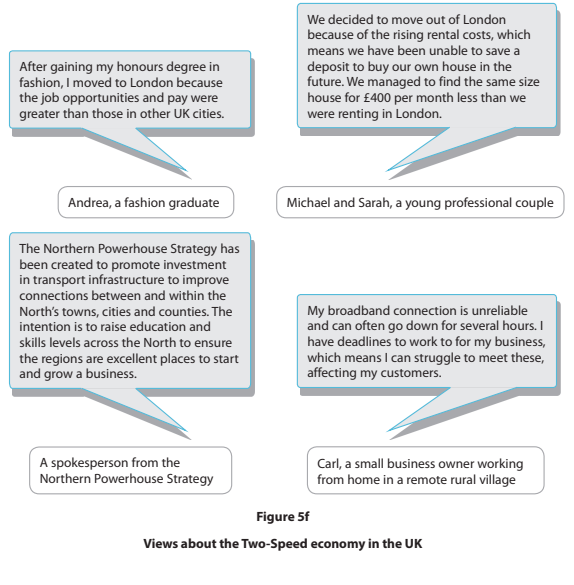 After gaining my honours degree in
fashion, I moved to London because
the job opportunities and pay were
greater than those in other UK cities.
Andrea, a fashion graduate
We decided to move out of London
because of the rising rental costs, which
means we have been unable to save a
deposit to buy our own house in the
future. We managed to find the same size
house for £400 per month less than we
were renting in London.
Michael and Sarah, a young professional couple
The Northern Powerhouse Strategy has
been created to promote investment
in transport infrastructure to improve
connections between and within the
North's towns, cities and counties. The
intention is to raise education and
skills levels across the North to ensure
the regions are excellent places to start
and grow a business.
A spokesperson from the
Northern Powerhouse Strategy
My broadband connection is unreliable
and can often go down for several hours. I
have deadlines to work to for my business,
which means I can struggle to meet these,
affecting my customers.
Carl, a small business owner working
from home in a remote rural village
Figure 5f
Views about the Two-Speed economy in the UK